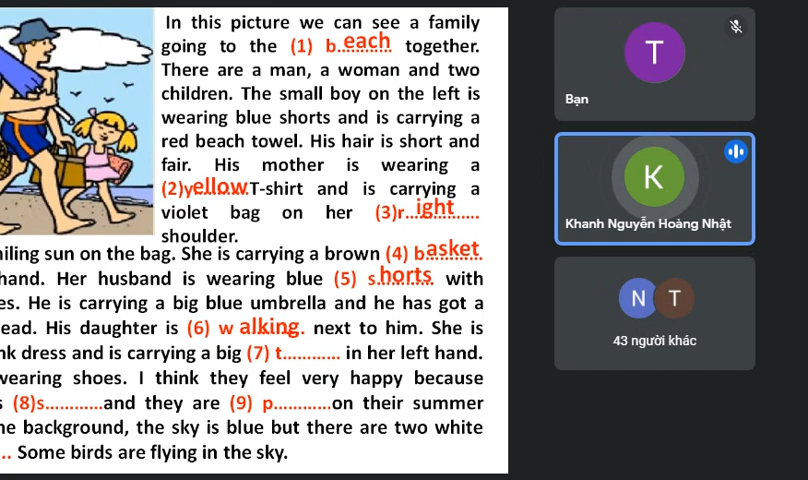 In this picture we can see a family
going to the (1) b.each together.
There are a man, a woman and two
children. The small boy on the left is
wearing blue shorts and is carrying a
red beach towel. His hair is short and
fair. His mother is wearing a
(2)yellow.T-shirt and is carrying a
violet bag on her (3)r..ight.....
shoulder.
niling sun on the bag. She is carrying a brown (4) basket.
hand. Her husband is wearing blue (5) s.horts with
es. He is carrying a big blue umbrella and he has got a
ead. His daughter is (6) w alking. next to him. She is
nk dress and is carrying a big (7) t............ in her left hand.
wearing shoes. I think they feel very happy because
s (8)s............and they are (9) p............on their summer
he background, the sky is blue but there are two white
.. Some birds are flying in the sky.
T
Bạn
K
Khanh Nguyễn Hoàng Nhật
N T
43 người khác